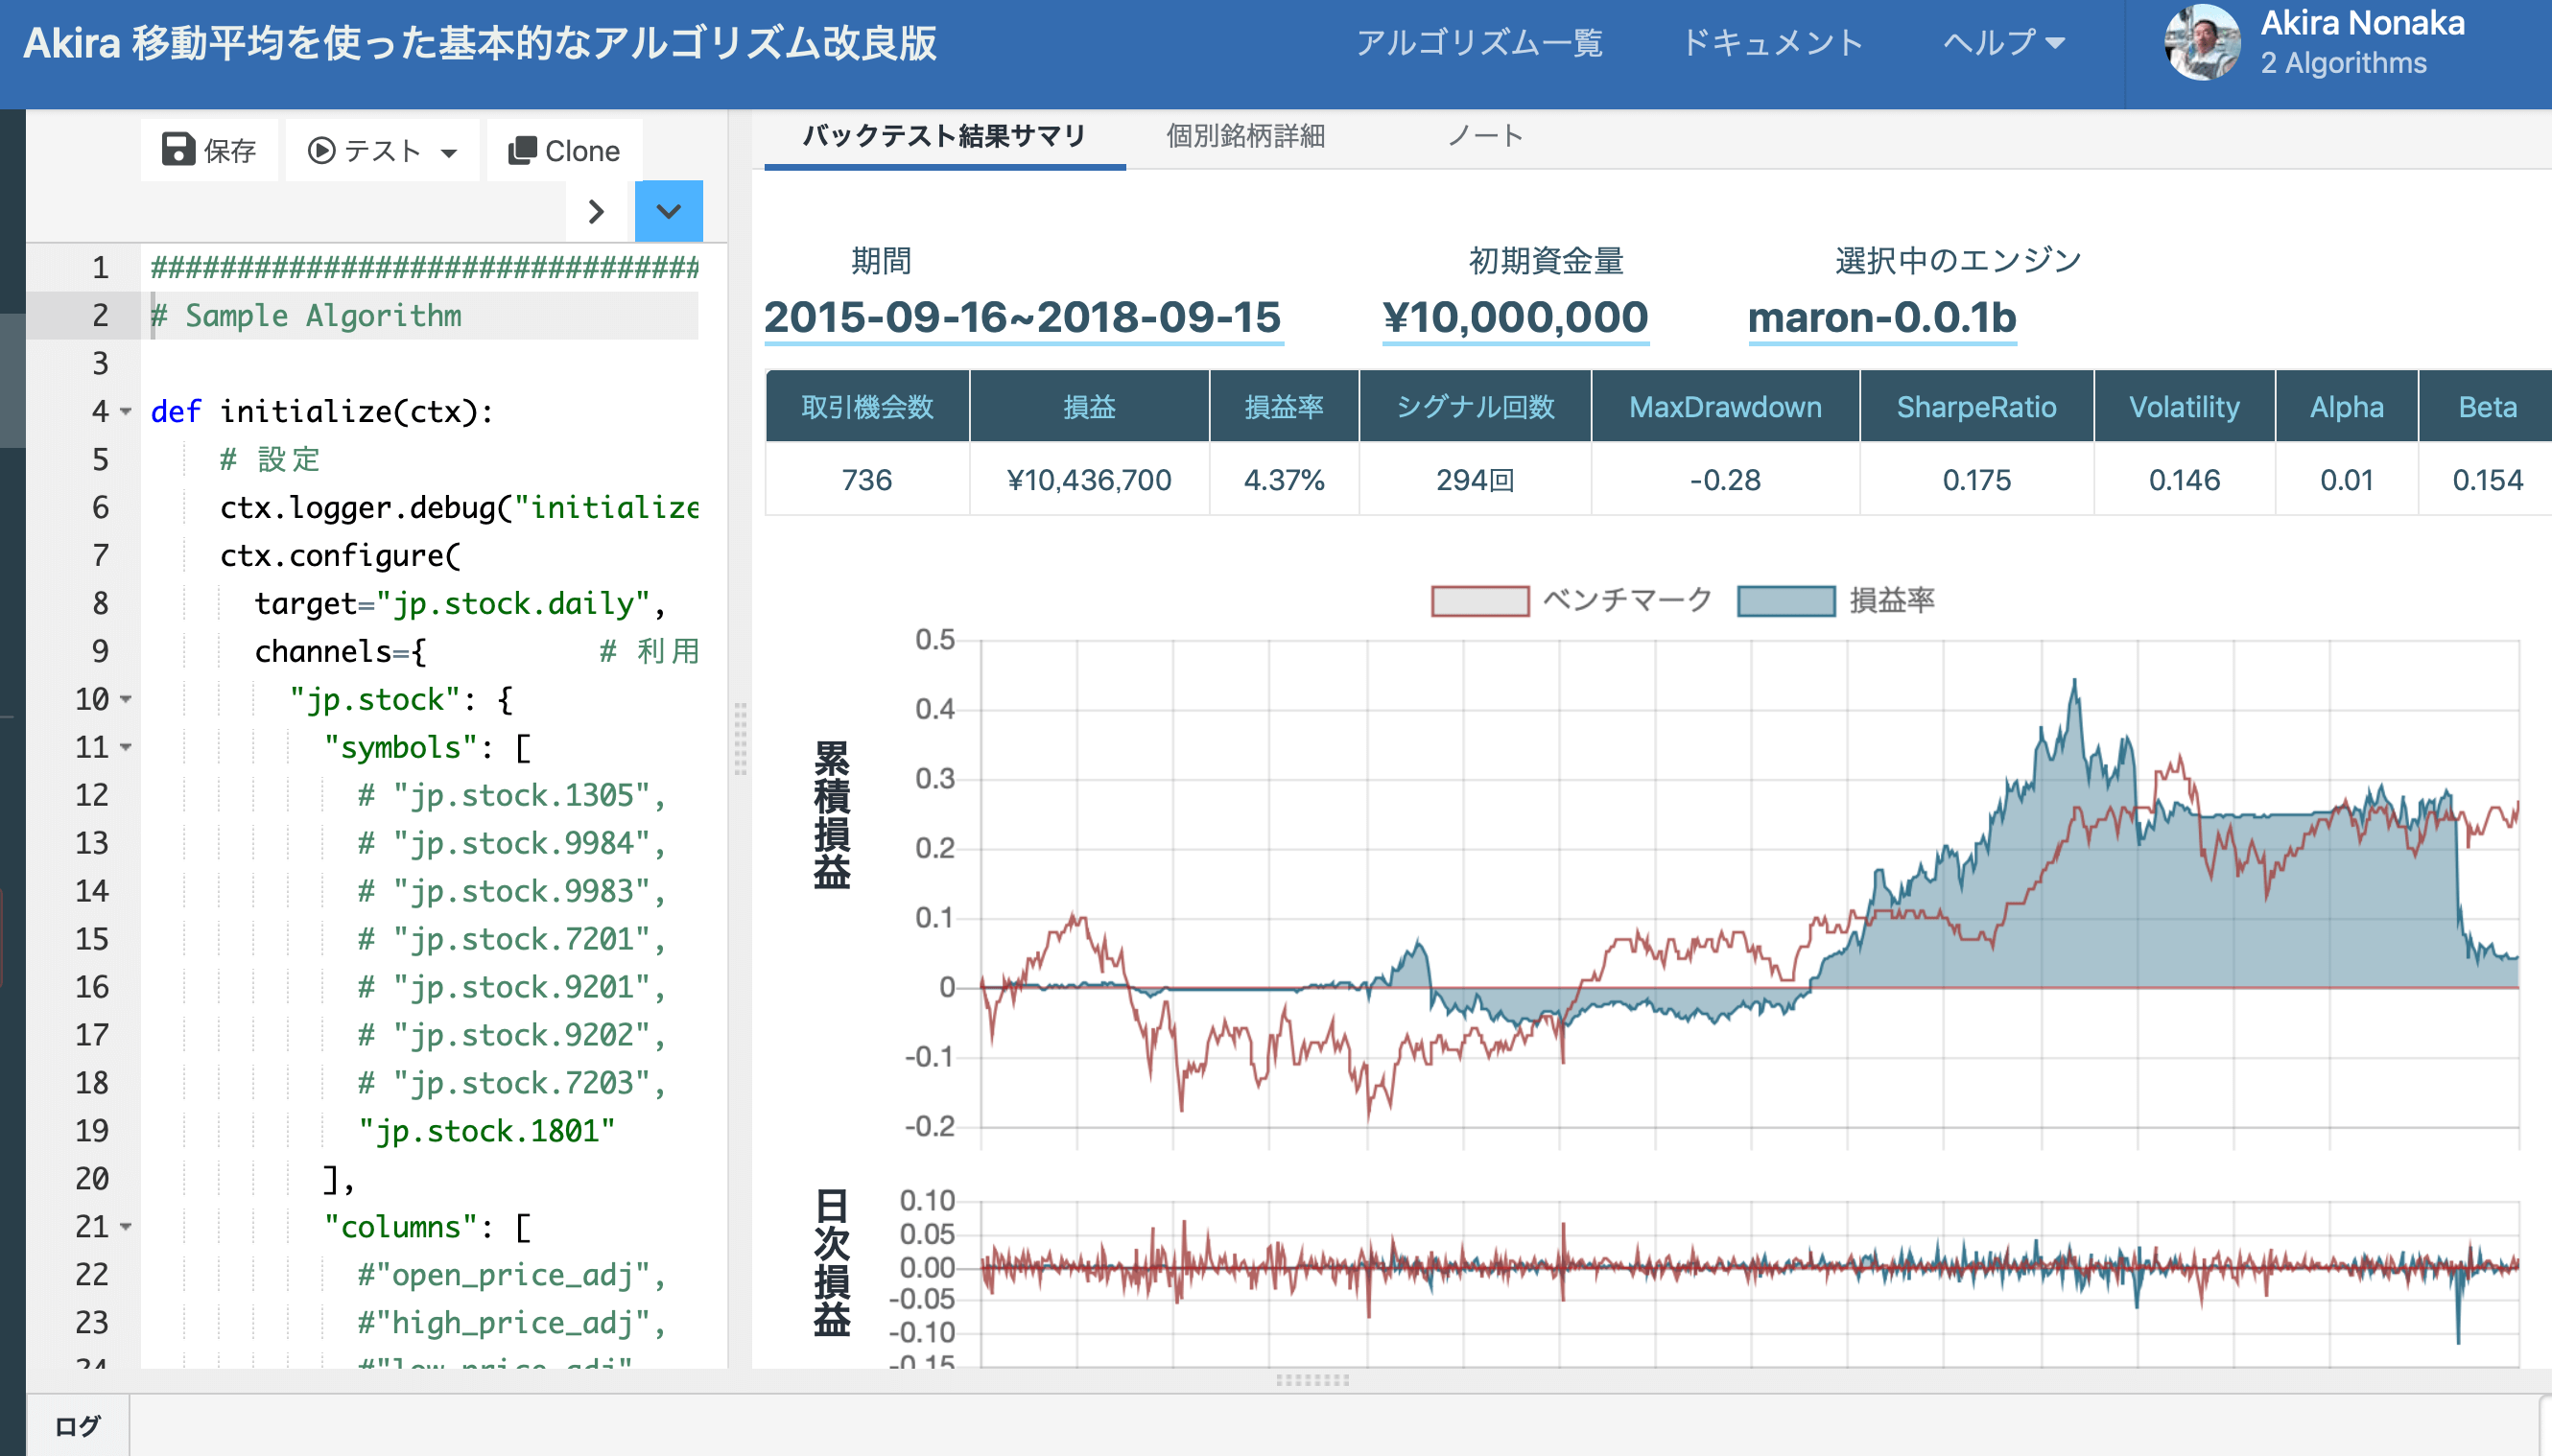 Akira 移動平均を使った基本的なアルゴリズム改良版
アルゴリズム一覧
ドキュメント
ヘルプ
Akira Nonaka
2 Algorithms
保存
テスト
Clone
1 ##############################
2 # Sample Algorithm
3
4 def initialize(ctx):
5 # 設定
6 ctx.logger.debug("initialize
7 ctx.configure(
8 target="jp.stock.daily",
9 channels={ # 利用
10 "jp.stock": {
11 "symbols": [
12 # "jp.stock.1305",
13 # "jp.stock.9984",
14 # "jp.stock.9983",
15 # "jp.stock.7201",
16 # "jp.stock.9201",
17 # "jp.stock.9202",
18 # "jp.stock.7203",
19 "jp.stock.1801"
20 ],
21 "columns": [
22 #"open_price_adj",
23 #"high_price_adj",
24 #"low_price_adj"
バックテスト結果サマリ
個別銘柄詳細
ノート
期間
2015-09-16~2018-09-15
初期資金量
¥10,000,000
選択中のエンジン
maron-0.0.1b
取引機会数 損益 損益率 シグナル回数 MaxDrawdown SharpeRatio Volatility Alpha Beta
736 ¥10,436,700 4.37% 294回 -0.28 0.175 0.146 0.01 0.154
ベンチマーク 損益率
累積損益
0.5
0.4
0.3
0.2
0.1
0
-0.1
-0.2
日次損益
0.10
0.05
0.00
-0.05
-0.10
-0.15
ログ